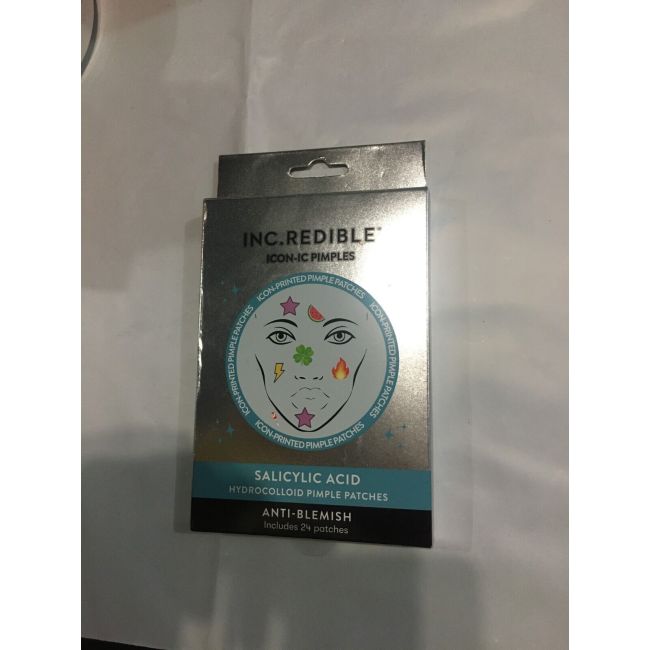 INC.REDIBLE™
ICON-IC PIMPLES
ICON-PRINTED PIMPLE PATCHES
ICON-PRINTED PIMPLE PATCHES
ICON-PRINTED PIMPLE PATCHES
ICON-PRINTED PIMPLE PATCHES
SALICYLIC ACID
HYDROCOLLOID PIMPLE PATCHES
ANTI-BLEMISH
Includes 24 patches